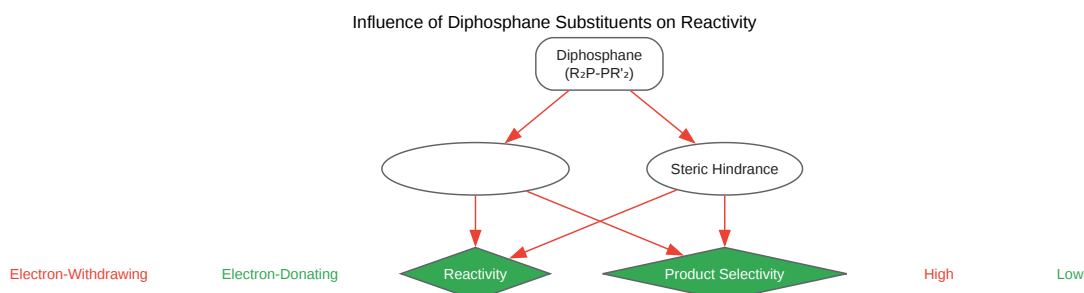 Influence of Diphosphane Substituents on Reactivity
Diphosphane
(R₂P-PR'₂)
Steric Hindrance
Electron-Withdrawing
Electron-Donating
Reactivity
Product Selectivity
High
Low